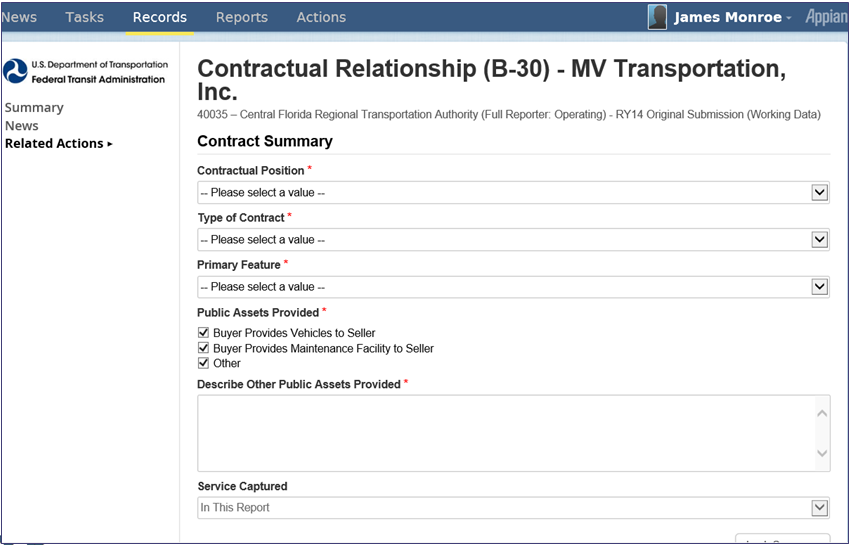 News Tasks Records Reports Actions James Monroe Appian
U.S. Department of Transportation
Federal Transit Administration
Summary
News
Related Actions
Contractual Relationship (B-30) - MV Transportation,
Inc.
40035 – Central Florida Regional Transportation Authority (Full Reporter: Operating) - RY14 Original Submission (Working Data)
Contract Summary
Contractual Position *
-- Please select a value --
Type of Contract *
-- Please select a value --
Primary Feature *
-- Please select a value --
Public Assets Provided *
Buyer Provides Vehicles to Seller
Buyer Provides Maintenance Facility to Seller
Other
Describe Other Public Assets Provided *
Service Captured
In This Report